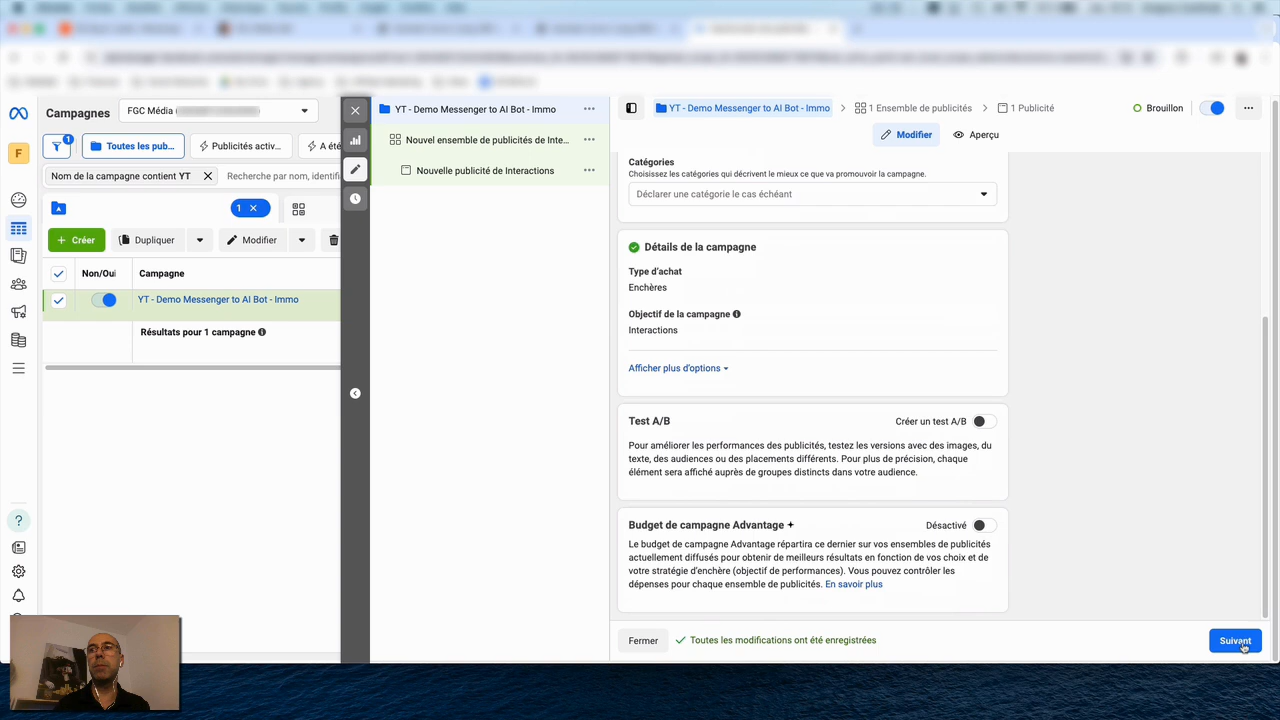 Campagnes
FGC Média (
1
Toutes les pub...
Publicités activ...
A été
Nom de la campagne contient YT
Recherche par nom, identifi
1
Créer
Dupliquer
Modifier
Non/Oui
Campagne
YT - Demo Messenger to AI Bot - Immo
Résultats pour 1 campagne
F
?
YT - Demo Messenger to AI Bot - Immo
Nouvel ensemble de publicités de Inte...
Nouvelle publicité de Interactions
YT - Demo Messenger to AI Bot - Immo
1 Ensemble de publicités
1 Publicité
Brouillon
Modifier
Aperçu
Catégories
Choisissez les catégories qui décrivent le mieux ce que va promouvoir la campagne.
Déclarer une catégorie le cas échéant
Détails de la campagne
Type d'achat
Enchères
Objectif de la campagne
Interactions
Afficher plus d'options
Test A/B
Créer un test A/B
Pour améliorer les performances des publicités, testez les versions avec des images, du
texte, des audiences ou des placements différents. Pour plus de précision, chaque
élément sera affiché auprès de groupes distincts dans votre audience.
Budget de campagne Advantage
Désactivé
Le budget de campagne Advantage répartira ce dernier sur vos ensembles de publicités
actuellement diffusés pour obtenir de meilleurs résultats en fonction de vos choix et de
votre stratégie d'enchère (objectif de performances). Vous pouvez contrôler les
dépenses pour chaque ensemble de publicités. En savoir plus
Fermer
Toutes les modifications ont été enregistrées
Suivant